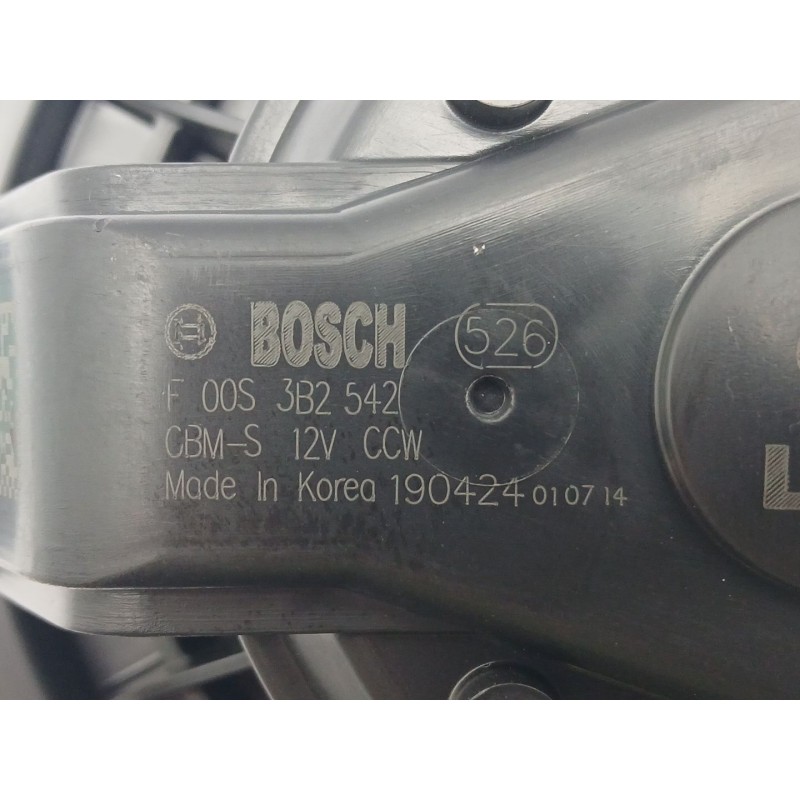 BOSCH 526
F 00S 3B2 542
CBM-S 12V CCW
Made In Korea 190424 010714
L